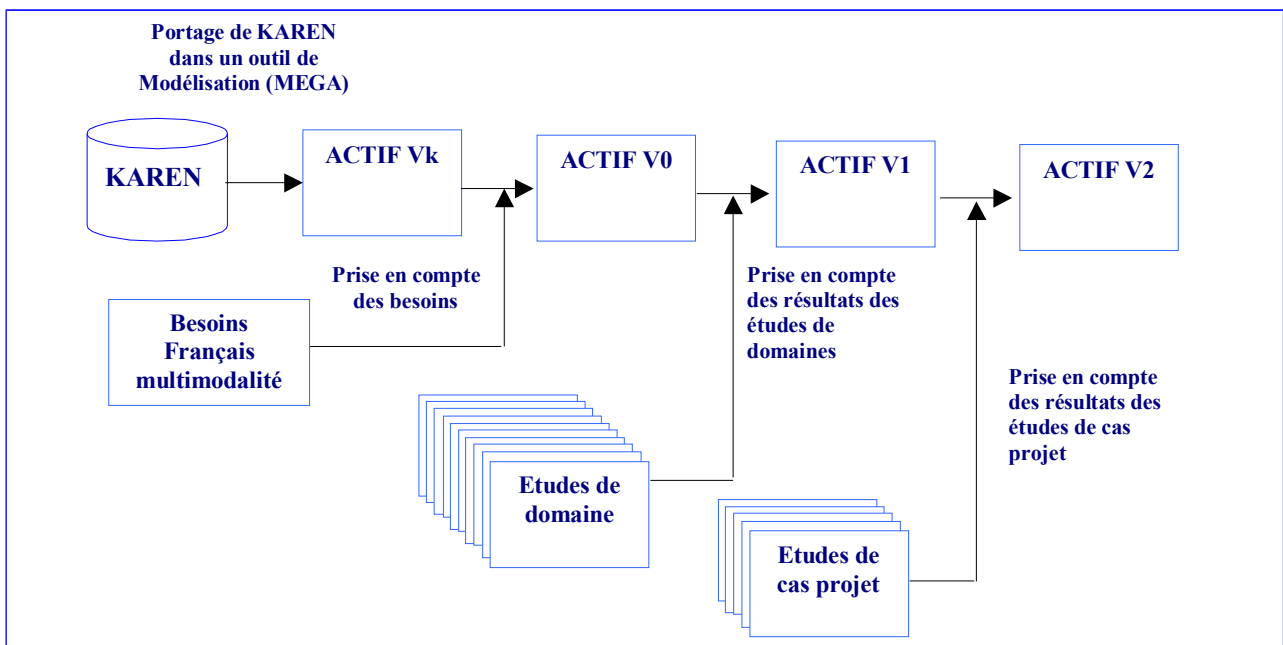 Portage de KAREN
dans un outil de
Modélisation (MEGA)
KAREN
ACTIF Vk
ACTIF V0
ACTIF V1
ACTIF V2
Prise en compte
des besoins
Besoins
Français
multimodalité
Prise en compte
des résultats des
études de
domaines
Prise en compte
des résultats des
études de cas
projet
Etudes de
domaine
Etudes de
cas projet